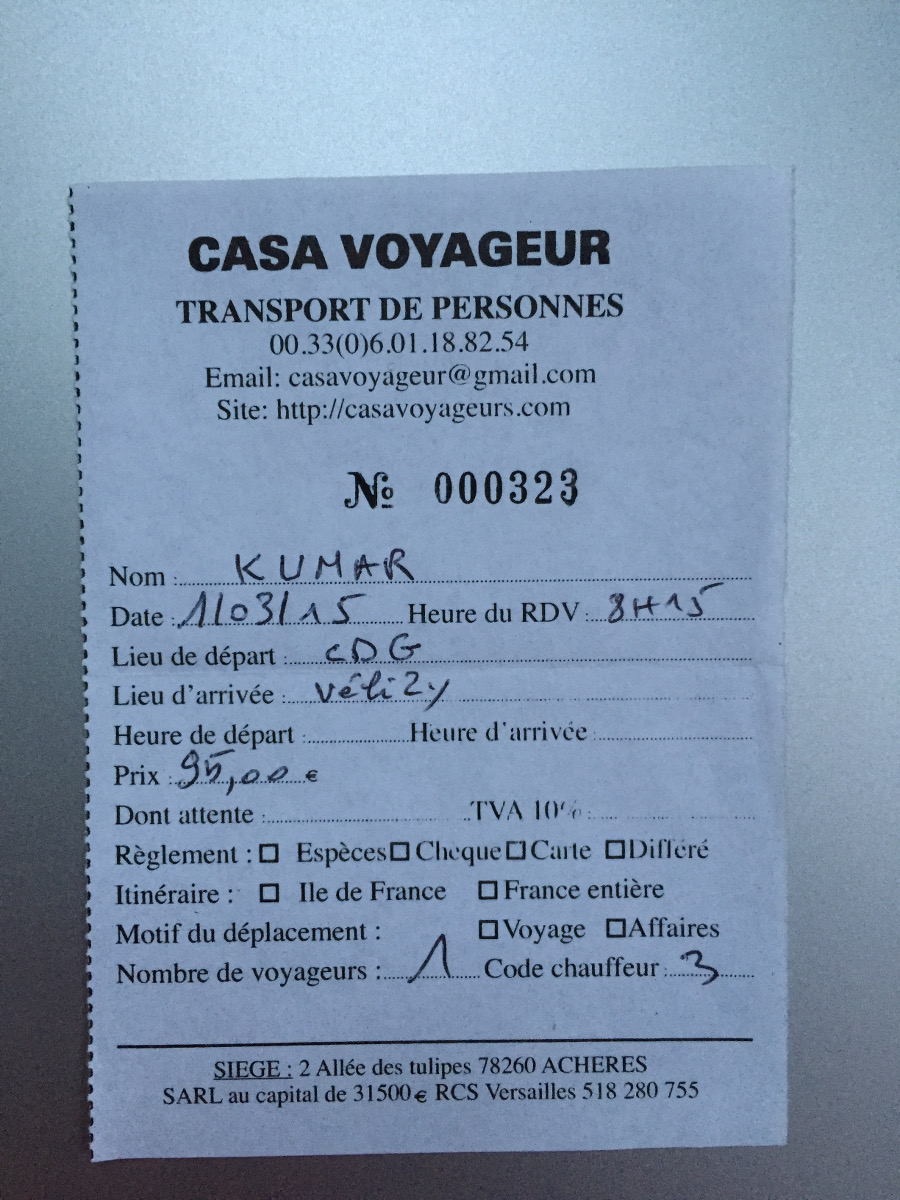 CASA VOYAGEUR
TRANSPORT DE PERSONNES
00.33(0)6.01.18.82.54
Email: casavoyageur@gmail.com
Site: http://casavoyageurs.com
№ 000323
Nom : KUMAR
Date : 1/03/15 Heure du RDV : 8H15
Lieu de départ : CDG
Lieu d'arrivée : Vélizy
Heure de départ : Heure d'arrivée :
Prix : 95,00 €
Dont attente : TVA 10% :
Règlement : ☐ Espèces ☐ Cheque ☐ Carte ☐ Différé
Itinéraire : ☐ Ile de France ☐ France entière
Motif du déplacement : ☐ Voyage ☐ Affaires
Nombre de voyageurs : 1 Code chauffeur : 3
SIEGE : 2 Allée des tulipes 78260 ACHERES
SARL au capital de 31500 € RCS Versailles 518 280 755